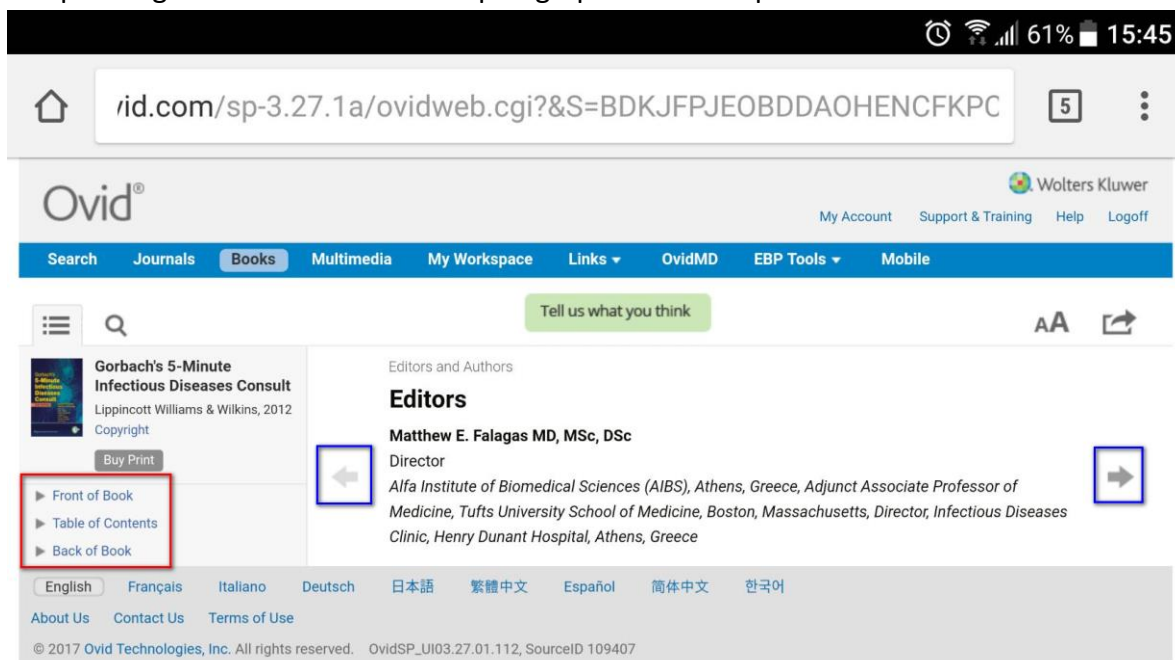 61% 15:45
vid.com/sp-3.27.1a/ovidweb.cgi?&S=BDKJFPJEOBDDAOHENCFKPC
5
Ovid®
Wolters Kluwer
My Account Support & Training Help Logoff
Search Journals Books Multimedia My Workspace Links OvidMD EBP Tools Mobile
Tell us what you think
AA
Gorbach's 5-Minute
Infectious Diseases Consult
Lippincott Williams & Wilkins, 2012
Copyright
Buy Print
Front of Book
Table of Contents
Back of Book
Editors and Authors
Editors
Matthew E. Falagas MD, MSc, DSc
Director
Alfa Institute of Biomedical Sciences (AIBS), Athens, Greece, Adjunct Associate Professor of
Medicine, Tufts University School of Medicine, Boston, Massachusetts, Director, Infectious Diseases
Clinic, Henry Dunant Hospital, Athens, Greece
English Français Italiano Deutsch 日本語 繁體中文 Español 简体中文 한국어
About Us Contact Us Terms of Use
© 2017 Ovid Technologies, Inc. All rights reserved. OvidSP_UI03.27.01.112, SourceID 109407